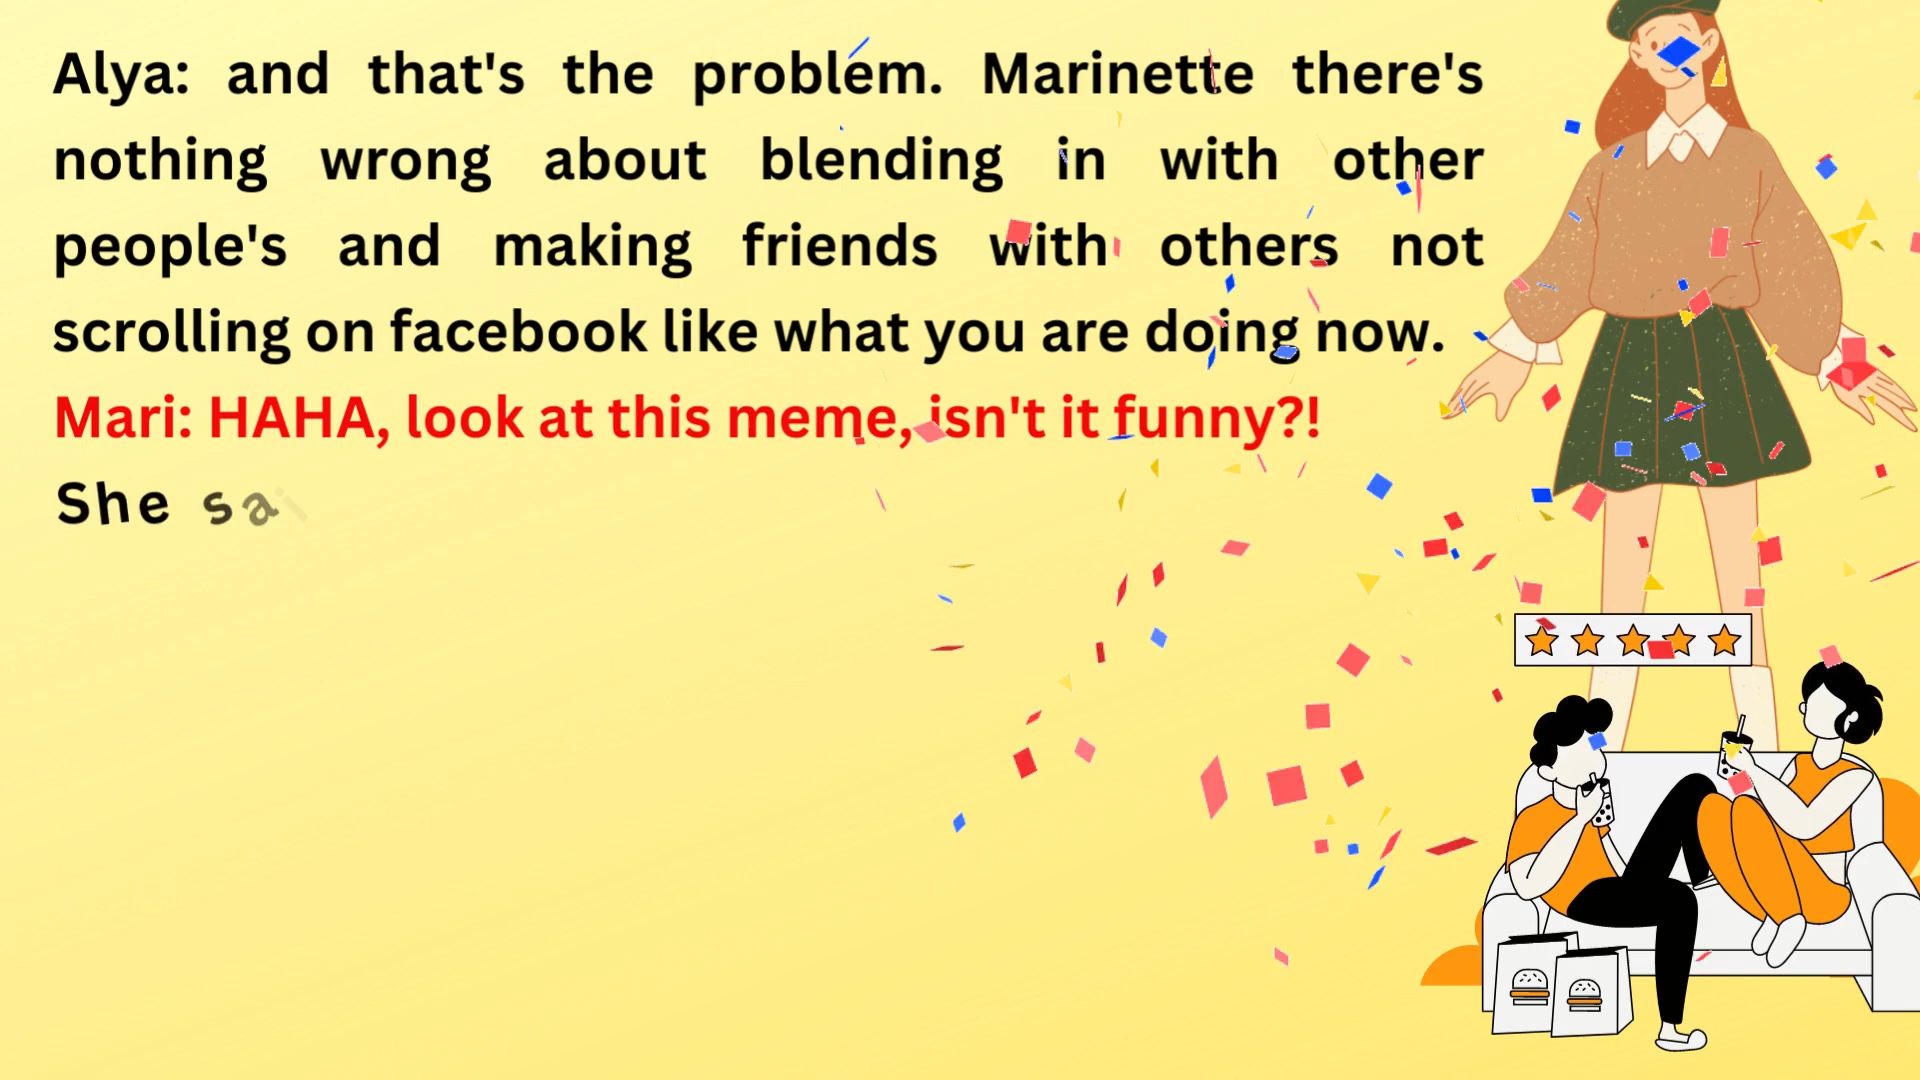 Alya: and that's the problem. Marinette there's
nothing wrong about blending in with other
people's and making friends with others not
scrolling on facebook like what you are doing now.
Mari: HAHA, look at this meme, isn't it funny?!
She sai